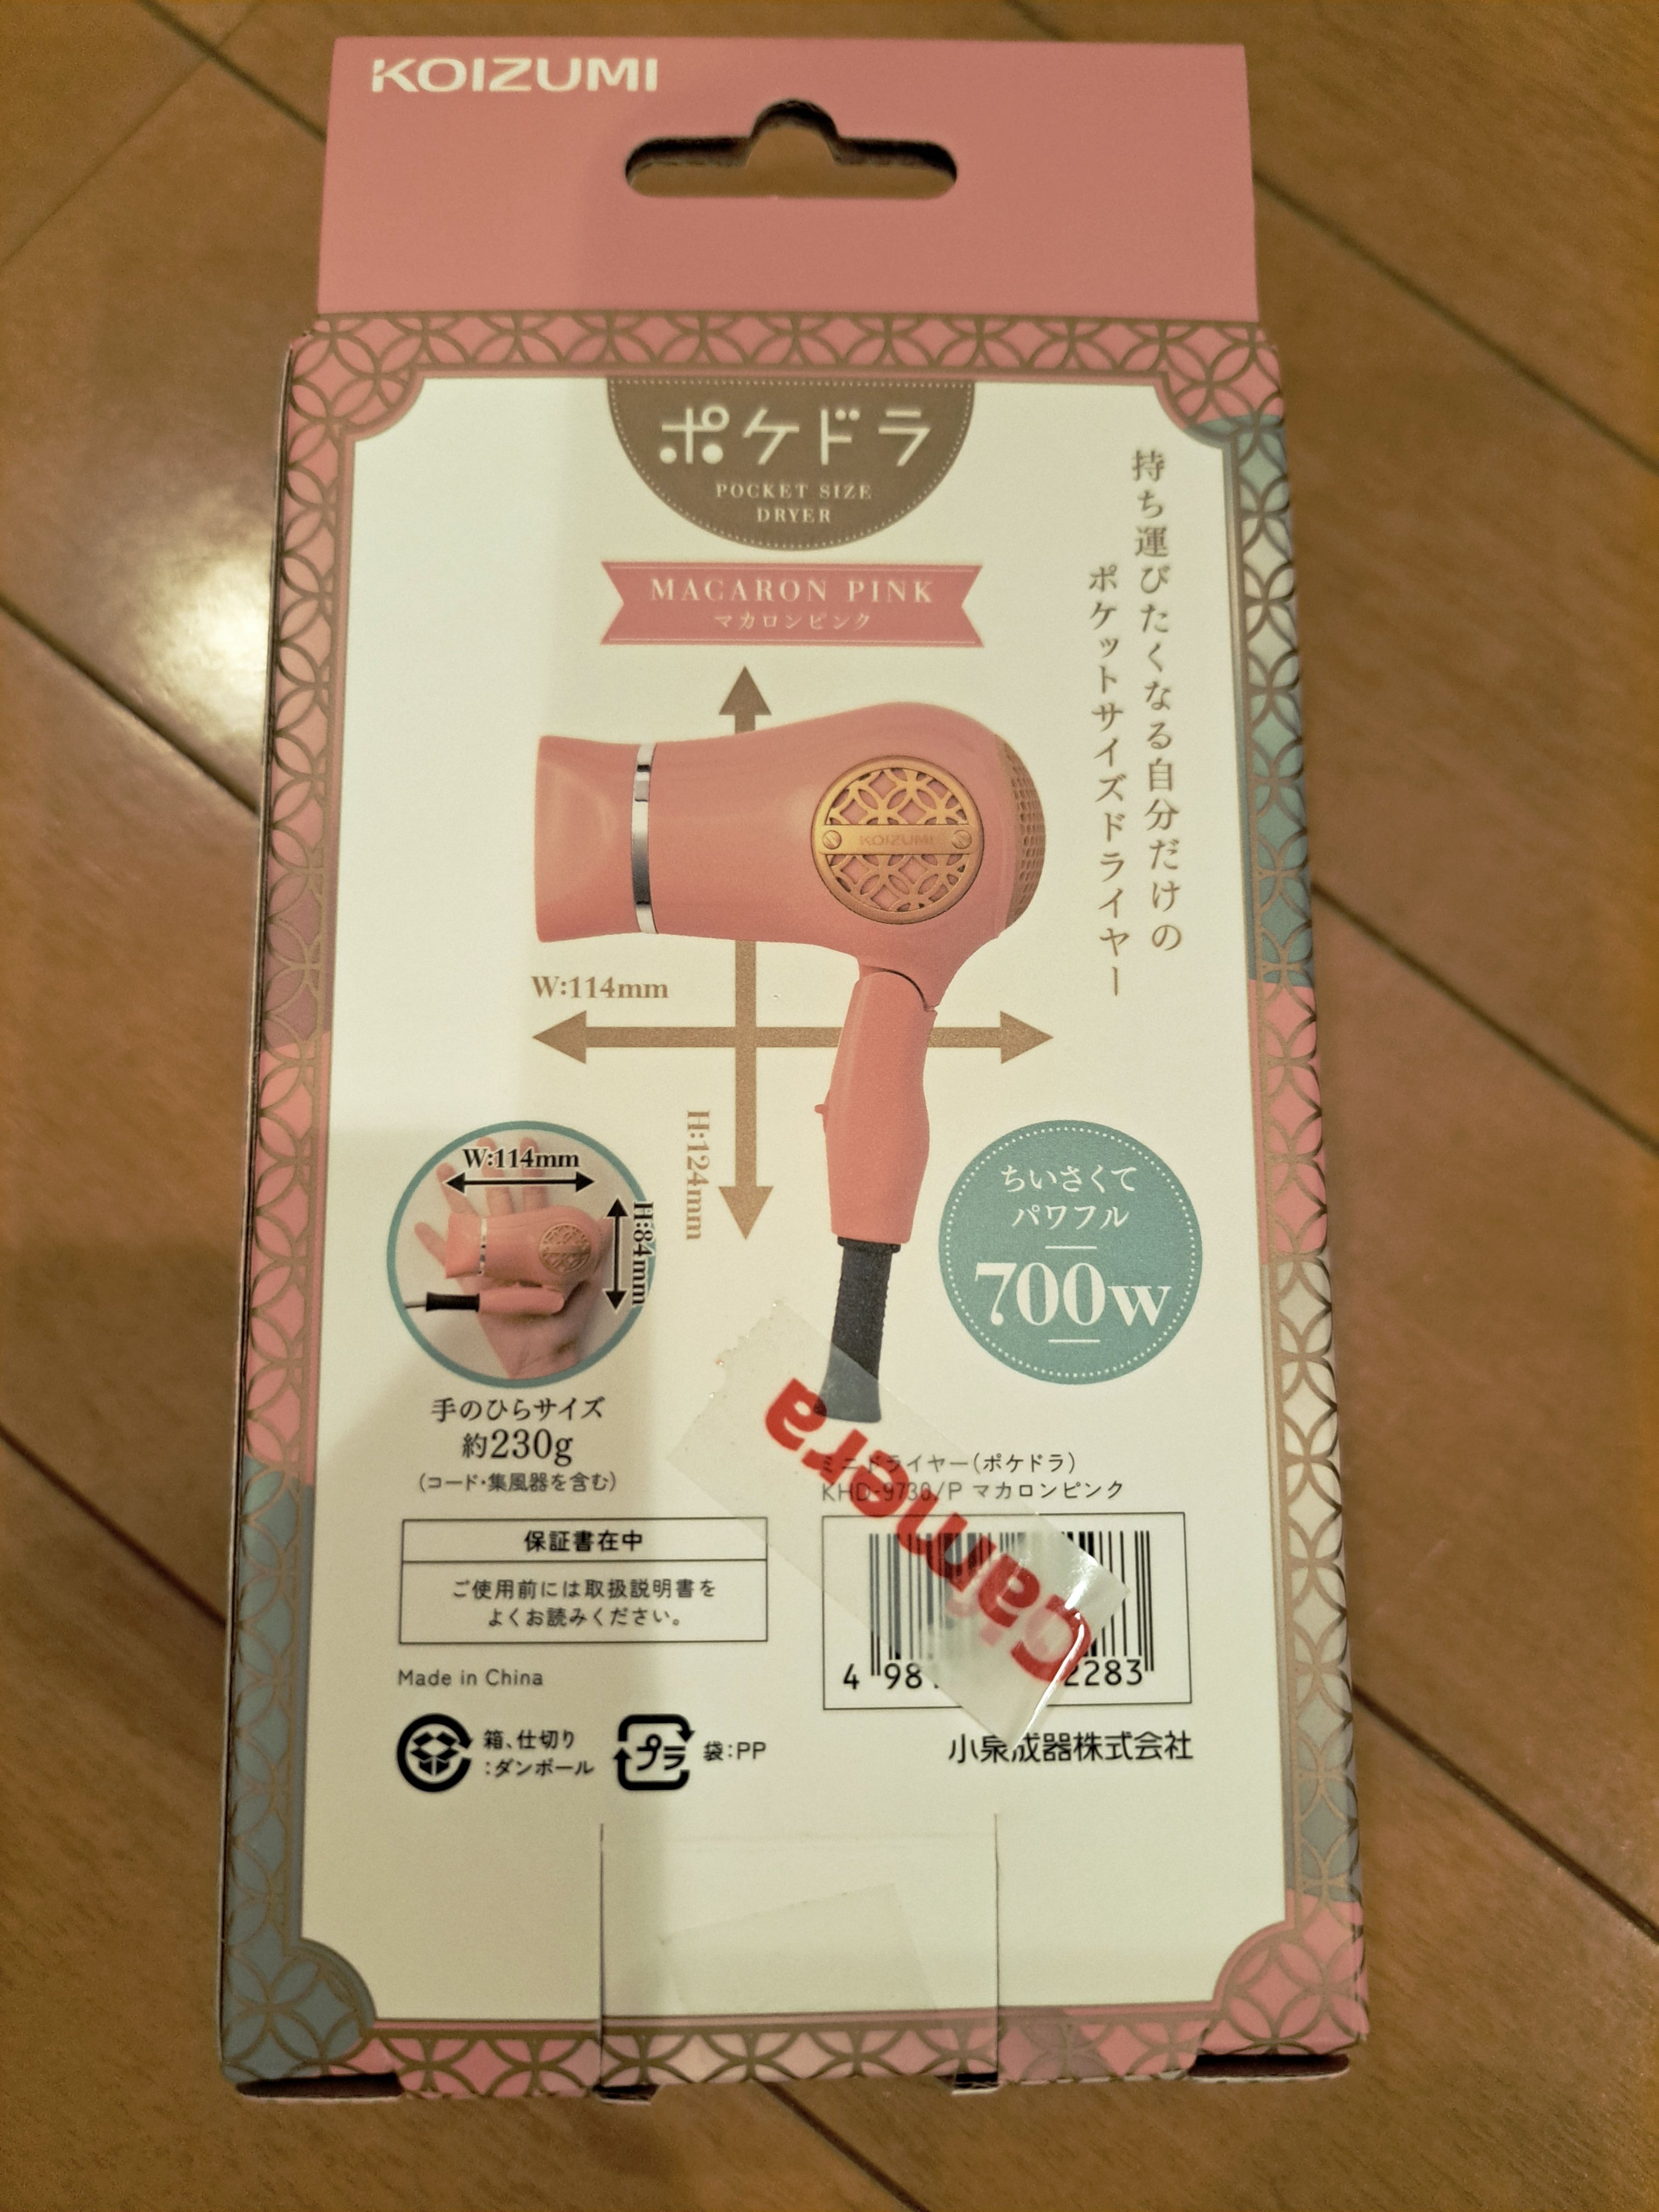 KOIZUMI
ポケドラ
POCKET SIZE
DRYER
MACARON PINK
マカロンピンク
持ち運びたくなる自分だけの
ポケットサイズドライヤー
KOIZUMI
W:114mm
H:124mm
W:114mm
H:84mm
手のひらサイズ
約230g
(コード・集風器を含む)
ちいさくて
パワフル
700w
ミニドライヤー(ポケドラ)
KHD-9730/P マカロンピンク
Camera
保証書在中
ご使用前には取扱説明書を
よくお読みください。
4 98 2283
Made in China
箱、仕切り
:ダンボール
プラ
袋:PP
小泉成器株式会社